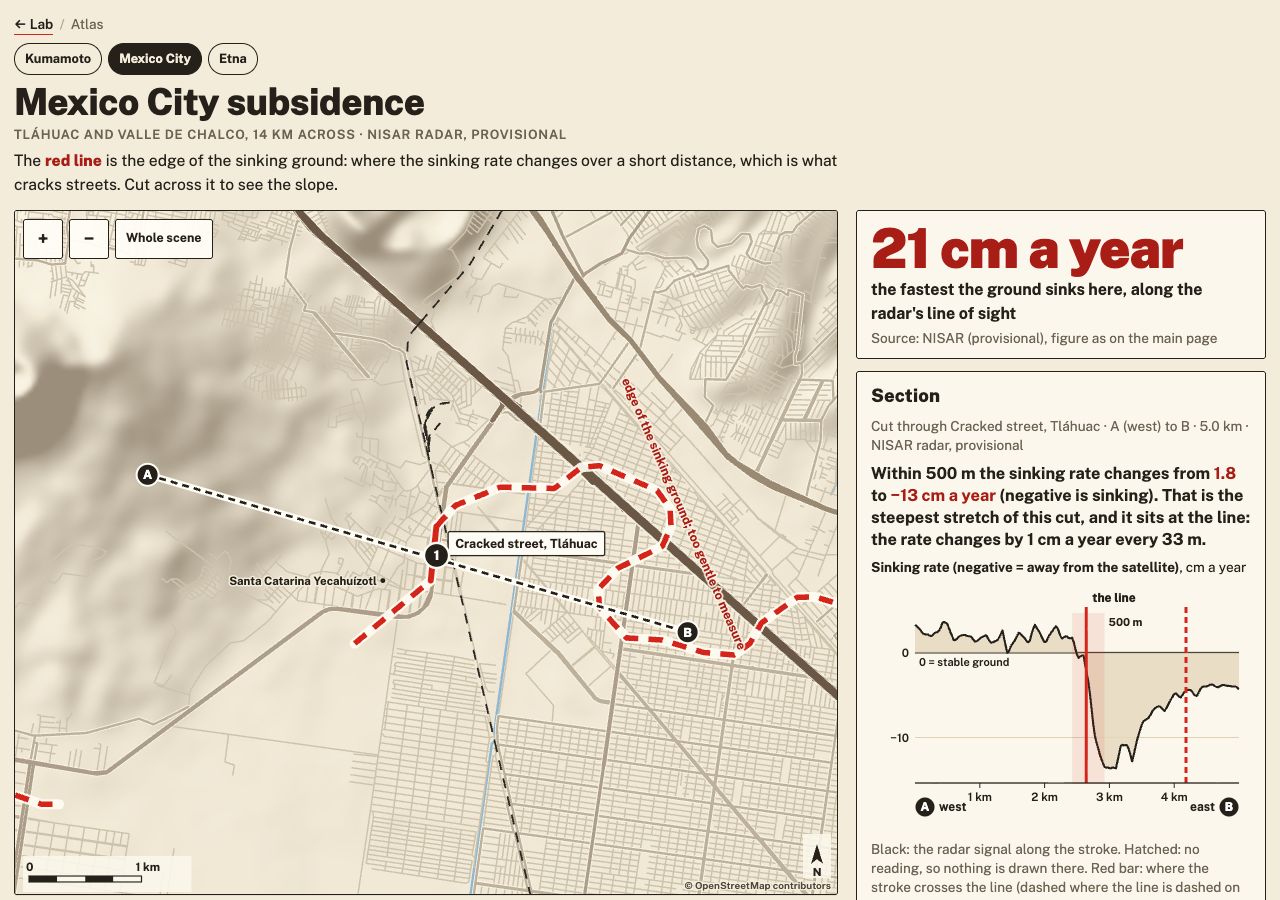 ← Lab / Atlas
Kumamoto
Mexico City
Etna
Mexico City subsidence
TLÁHUAC AND VALLE DE CHALCO, 14 KM ACROSS · NISAR RADAR, PROVISIONAL
The red line is the edge of the sinking ground: where the sinking rate changes over a short distance, which is what
cracks streets. Cut across it to see the slope.
+
−
Whole scene
edge of the sinking ground; too gentle to measure
A
1
Cracked street, Tláhuac
Santa Catarina Yecahuízotl
B
0
1 km
N
© OpenStreetMap contributors
21 cm a year
the fastest the ground sinks here, along the
radar's line of sight
Source: NISAR (provisional), figure as on the main page
Section
Cut through Cracked street, Tláhuac · A (west) to B · 5.0 km ·
NISAR radar, provisional
Within 500 m the sinking rate changes from 1.8
to −13 cm a year (negative is sinking). That is the
steepest stretch of this cut, and it sits at the line:
the rate changes by 1 cm a year every 33 m.
Sinking rate (negative = away from the satellite), cm a year
the line
500 m
0
0 = stable ground
−10
1 km
2 km
3 km
4 km
A west
east B
Black: the radar signal along the stroke. Hatched: no
reading, so nothing is drawn there. Red bar: where the
stroke crosses the line (dashed where the line is dashed on